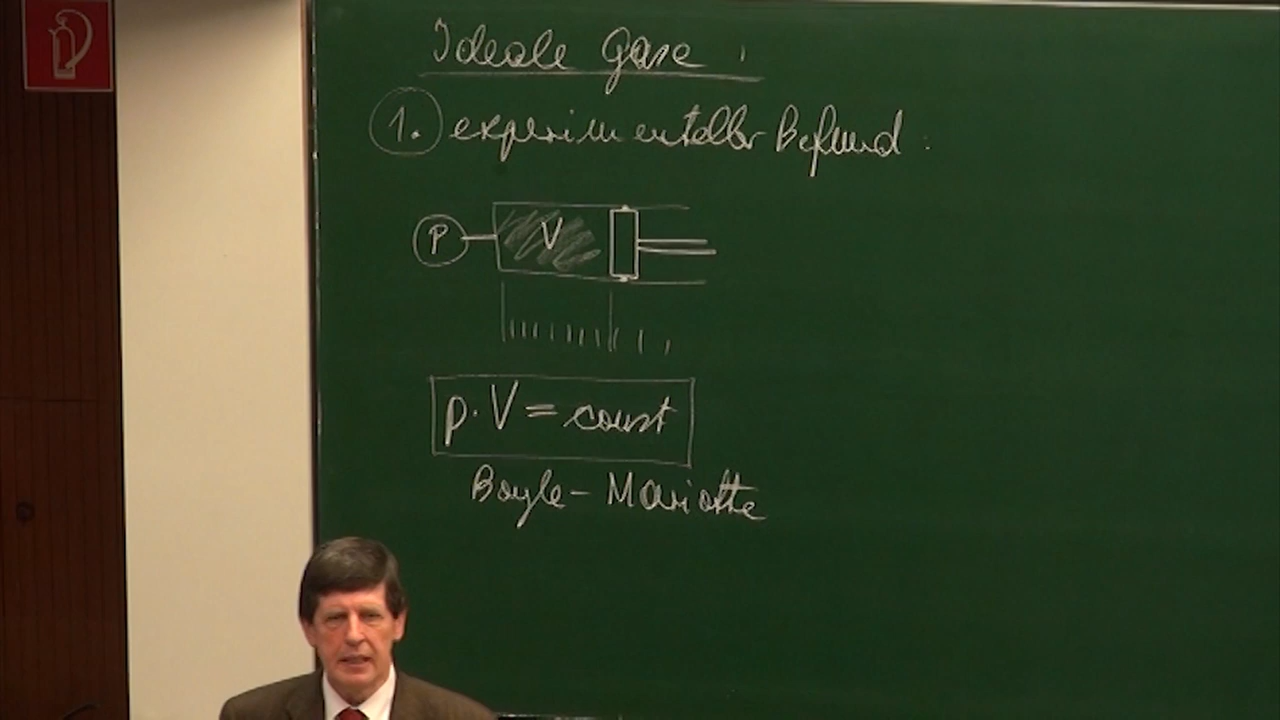 Ideale Gase :
1. experimenteller Befund :
P V
p · V = const
Boyle - Mariotte